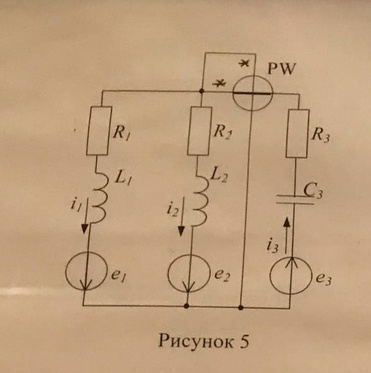 * PW
*
R1 R2 R3
L1 L2 C3
i1 i2 i3
e1 e2 e3
Рисунок 5